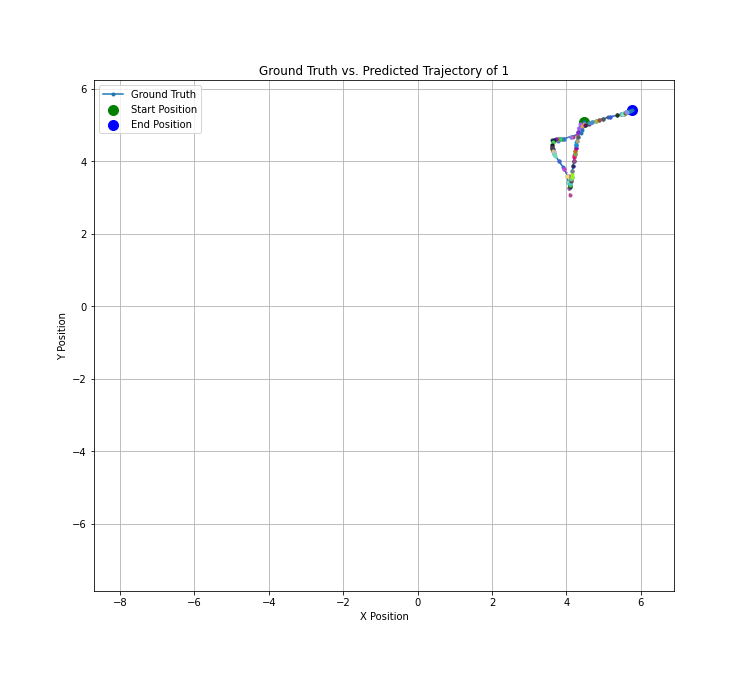 Ground Truth vs. Predicted Trajectory of 1
Ground Truth
Start Position
End Position
6
4
2
0
−2
−4
−6
Y Position
−8
−6
−4
−2
0
2
4
6
X Position